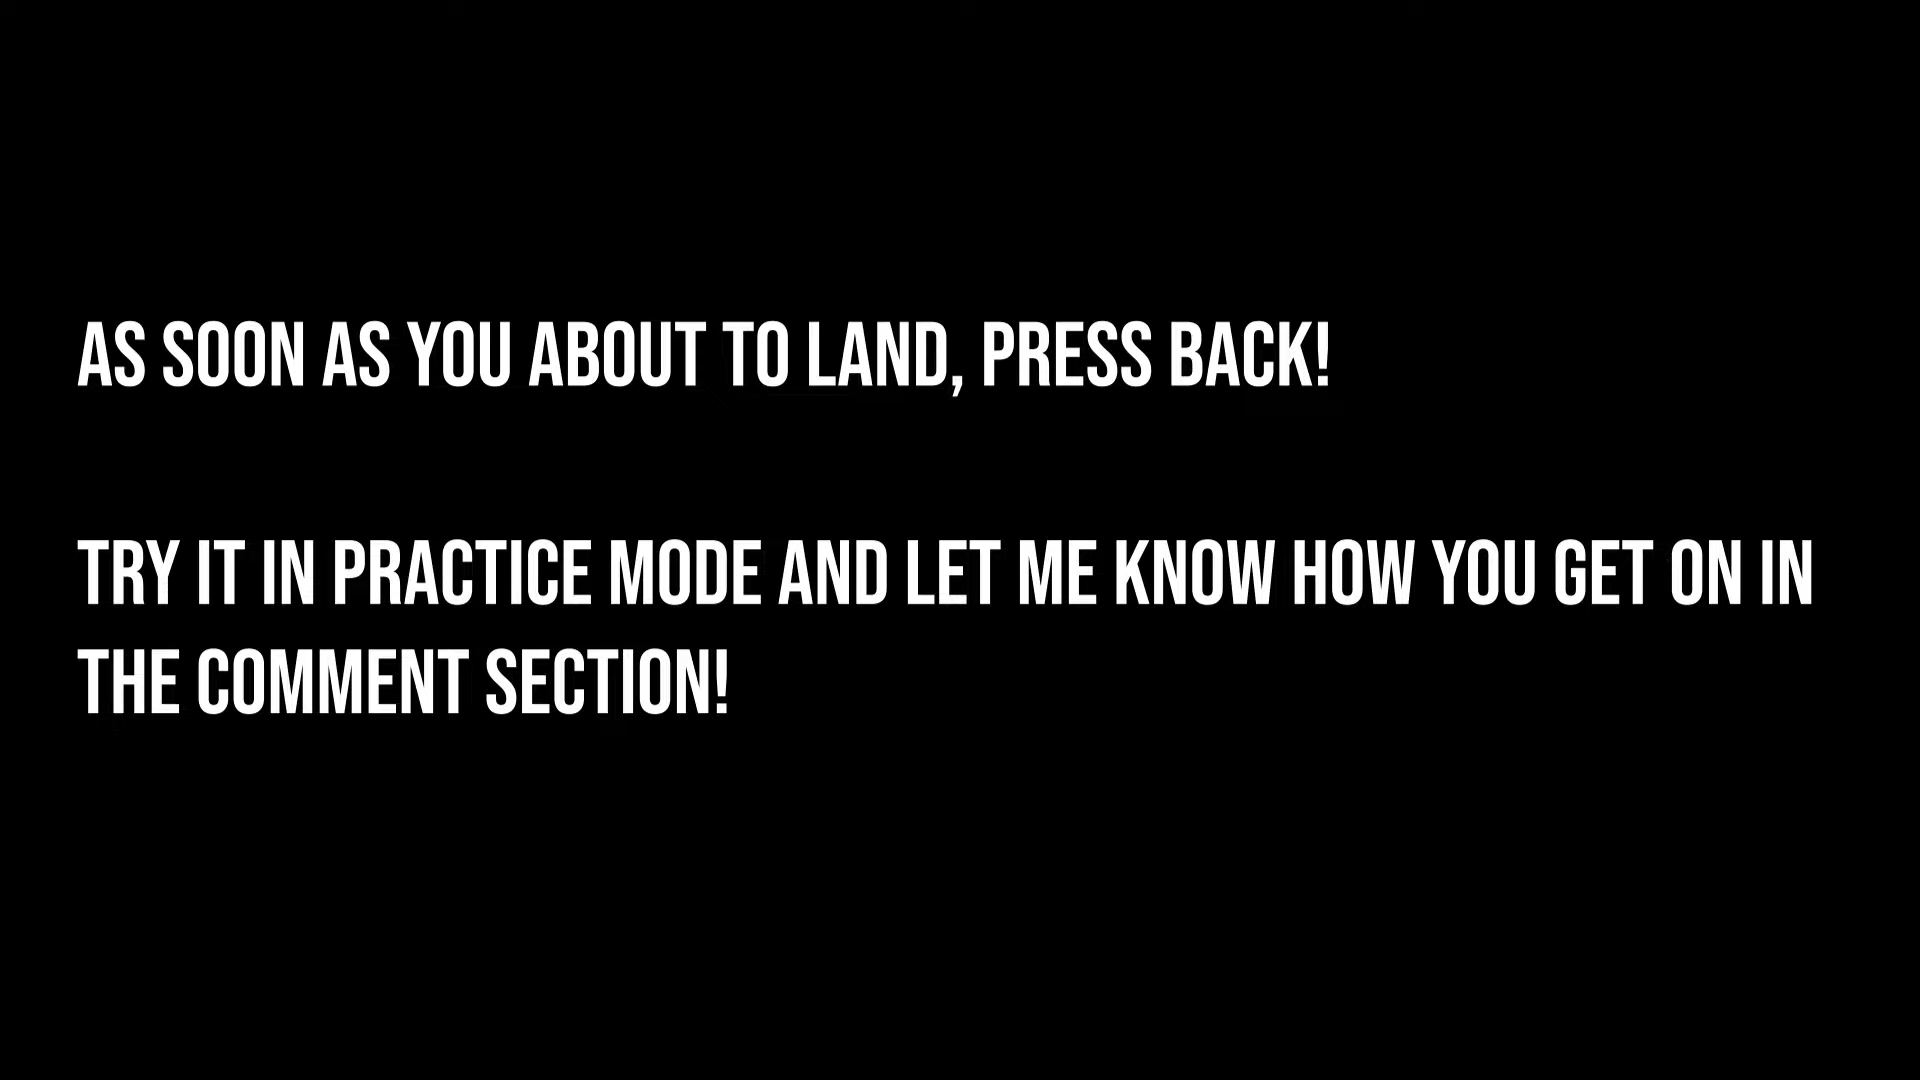 AS SOON AS YOU ABOUT TO LAND, PRESS BACK!
TRY IT IN PRACTICE MODE AND LET ME KNOW HOW YOU GET ON IN
THE COMMENT SECTION!